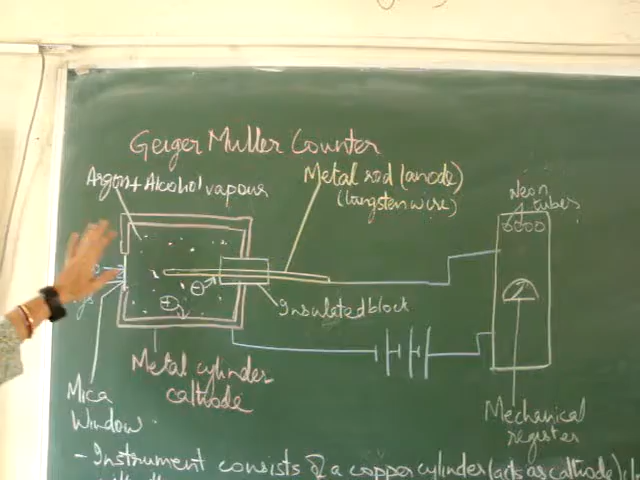 Geiger Muller Counter
Argon + Alcohol vapour
Metal rod (anode)
(tungsten wire)
Neon
tubes
Insulated block
Metal cylinder
cathode
Mica
Window
Mechanical
register
- Instrument consists of a copper cylinder (acts as cathode)